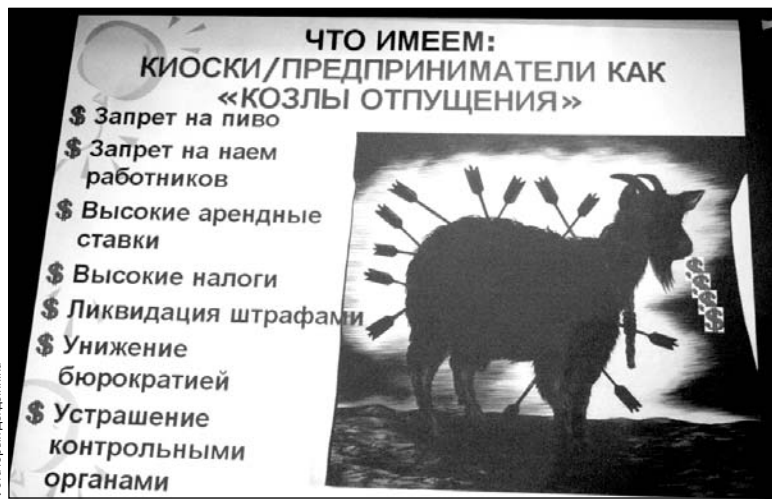 ЧТО ИМЕЕМ:
КИОСКИ/ПРЕДПРИНИМАТЕЛИ КАК
«КОЗЛЫ ОТПУЩЕНИЯ»
$ Запрет на пиво
$ Запрет на наем
работников
$ Высокие арендные
ставки
$ Высокие налоги
$ Ликвидация штрафами
$ Унижение
бюрократией
$ Устрашение
контрольными
органами
$
$
$
$